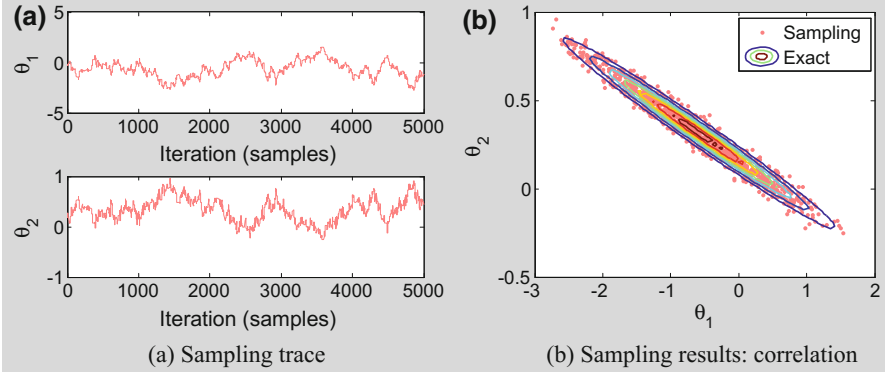 (a)
5
0
-5
θ1
0 1000 2000 3000 4000 5000
Iteration (samples)
1
0
-1
θ2
0 1000 2000 3000 4000 5000
Iteration (samples)
(a) Sampling trace
(b)
1
0.5
0
-0.5
θ2
Sampling
Exact
-3 -2 -1 0 1 2
θ1
(b) Sampling results: correlation